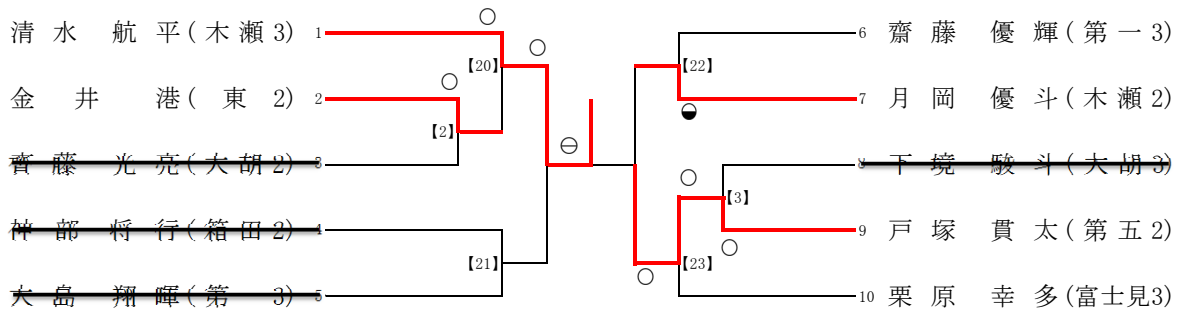 清水 航平(木瀬3) 1
金井 港(東 2) 2
齊藤 光亮(大胡2) 3
神部 将行(箱田2) 4
大島 翔暉(第 3) 5
【20】
【2】
【21】
6 齋藤 優輝(第一3)
7 月岡 優斗(木瀬2)
8 下境 駿斗(大胡3)
9 戸塚 貫太(第五2)
10 栗原 幸多(富士見3)
【22】
【3】
【23】